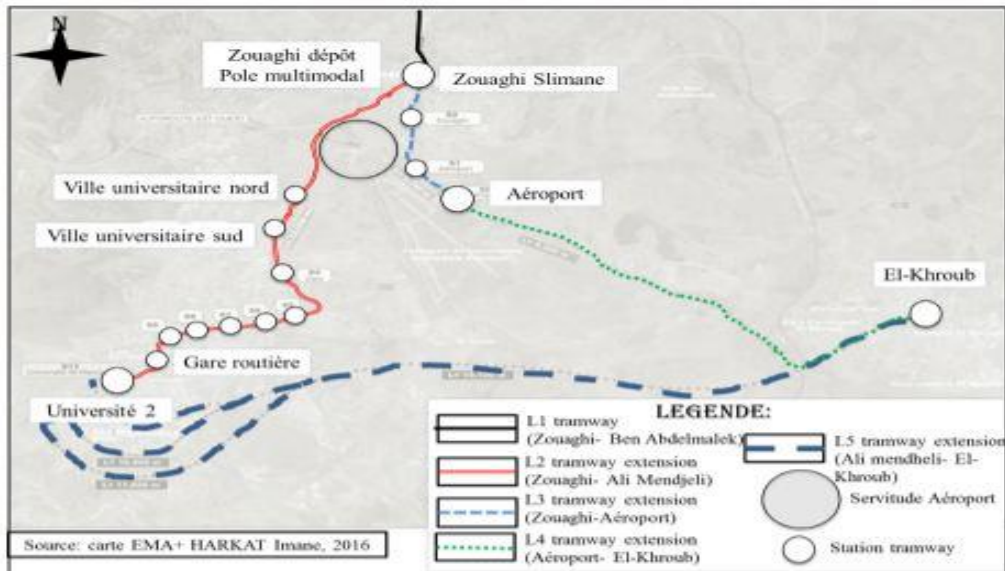 N
Zouaghi dépôt
Pole multimodal
Zouaghi Slimane
Ville universitaire nord
Aéroport
Ville universitaire sud
El-Khroub
Gare routière
Université 2
LEGENDE:
L1 tramway
(Zouaghi- Ben Abdelmalek)
L2 tramway extension
(Zouaghi- Ali Mendjeli)
L3 tramway extension
(Zouaghi-Aéroport)
L4 tramway extension
(Aéroport- El-Khroub)
L5 tramway extension
(Ali mendheli- El-
Khroub)
Servitude Aéroport
Station tramway
Source: carte EMA+ HARKAT Imane, 2016